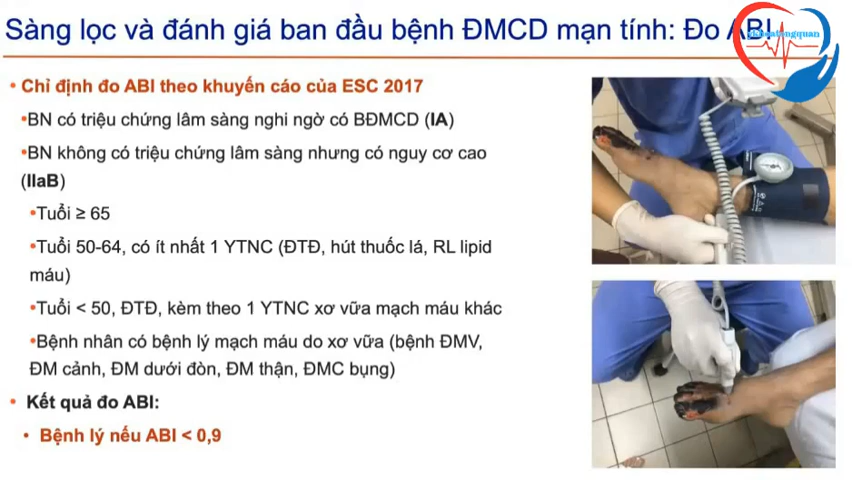 Sàng lọc và đánh giá ban đầu bệnh ĐMCD mạn tính: Đo ABI
ykhoatongquan
• Chỉ định đo ABI theo khuyến cáo của ESC 2017
•BN có triệu chứng lâm sàng nghi ngờ có BĐMCD (IA)
•BN không có triệu chứng lâm sàng nhưng có nguy cơ cao
(IIaB)
•Tuổi ≥ 65
•Tuổi 50-64, có ít nhất 1 YTNC (ĐTĐ, hút thuốc lá, RL lipid
máu)
•Tuổi < 50, ĐTĐ, kèm theo 1 YTNC xơ vữa mạch máu khác
•Bệnh nhân có bệnh lý mạch máu do xơ vữa (bệnh ĐMV,
ĐM cảnh, ĐM dưới đòn, ĐM thận, ĐMC bụng)
• Kết quả đo ABI:
• Bệnh lý nếu ABI < 0,9